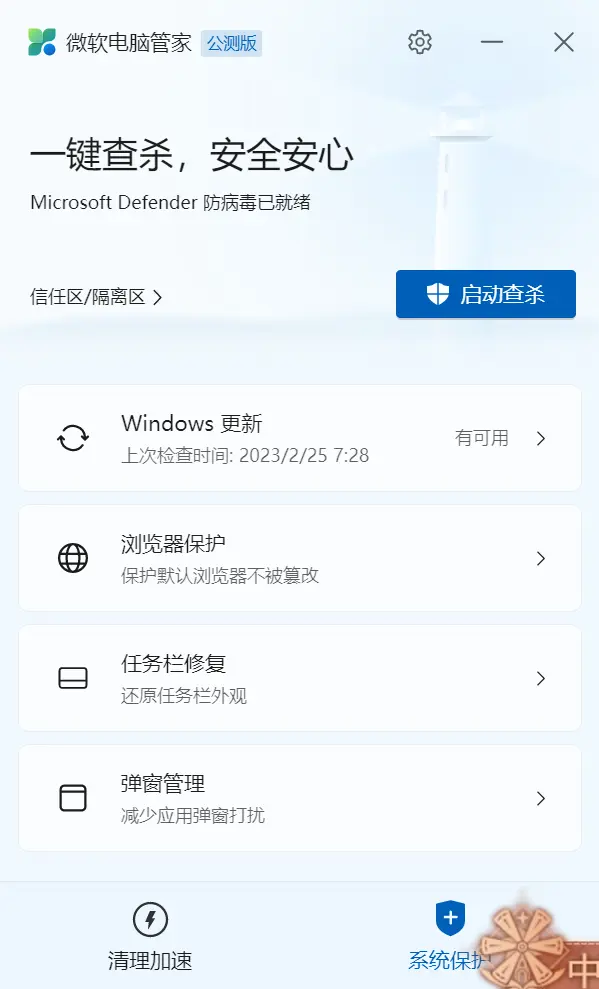 微软电脑管家 公测版
一键查杀，安全安心
Microsoft Defender 防病毒已就绪
信任区/隔离区
启动查杀
Windows 更新
上次检查时间: 2023/2/25 7:28
有可用
浏览器保护
保护默认浏览器不被篡改
任务栏修复
还原任务栏外观
弹窗管理
减少应用弹窗打扰
清理加速
系统保护
中